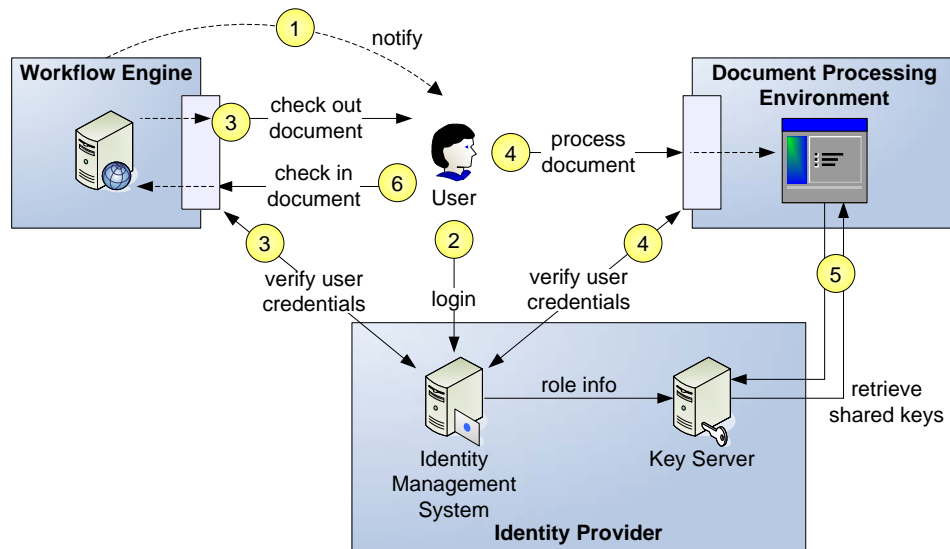 1
notify
Workflow Engine
Document Processing
Environment
3
check out
document
4
process
document
check in
document
6
User
3
verify user
credentials
2
login
4
verify user
credentials
5
role info
retrieve
shared keys
Identity
Management
System
Key Server
Identity Provider